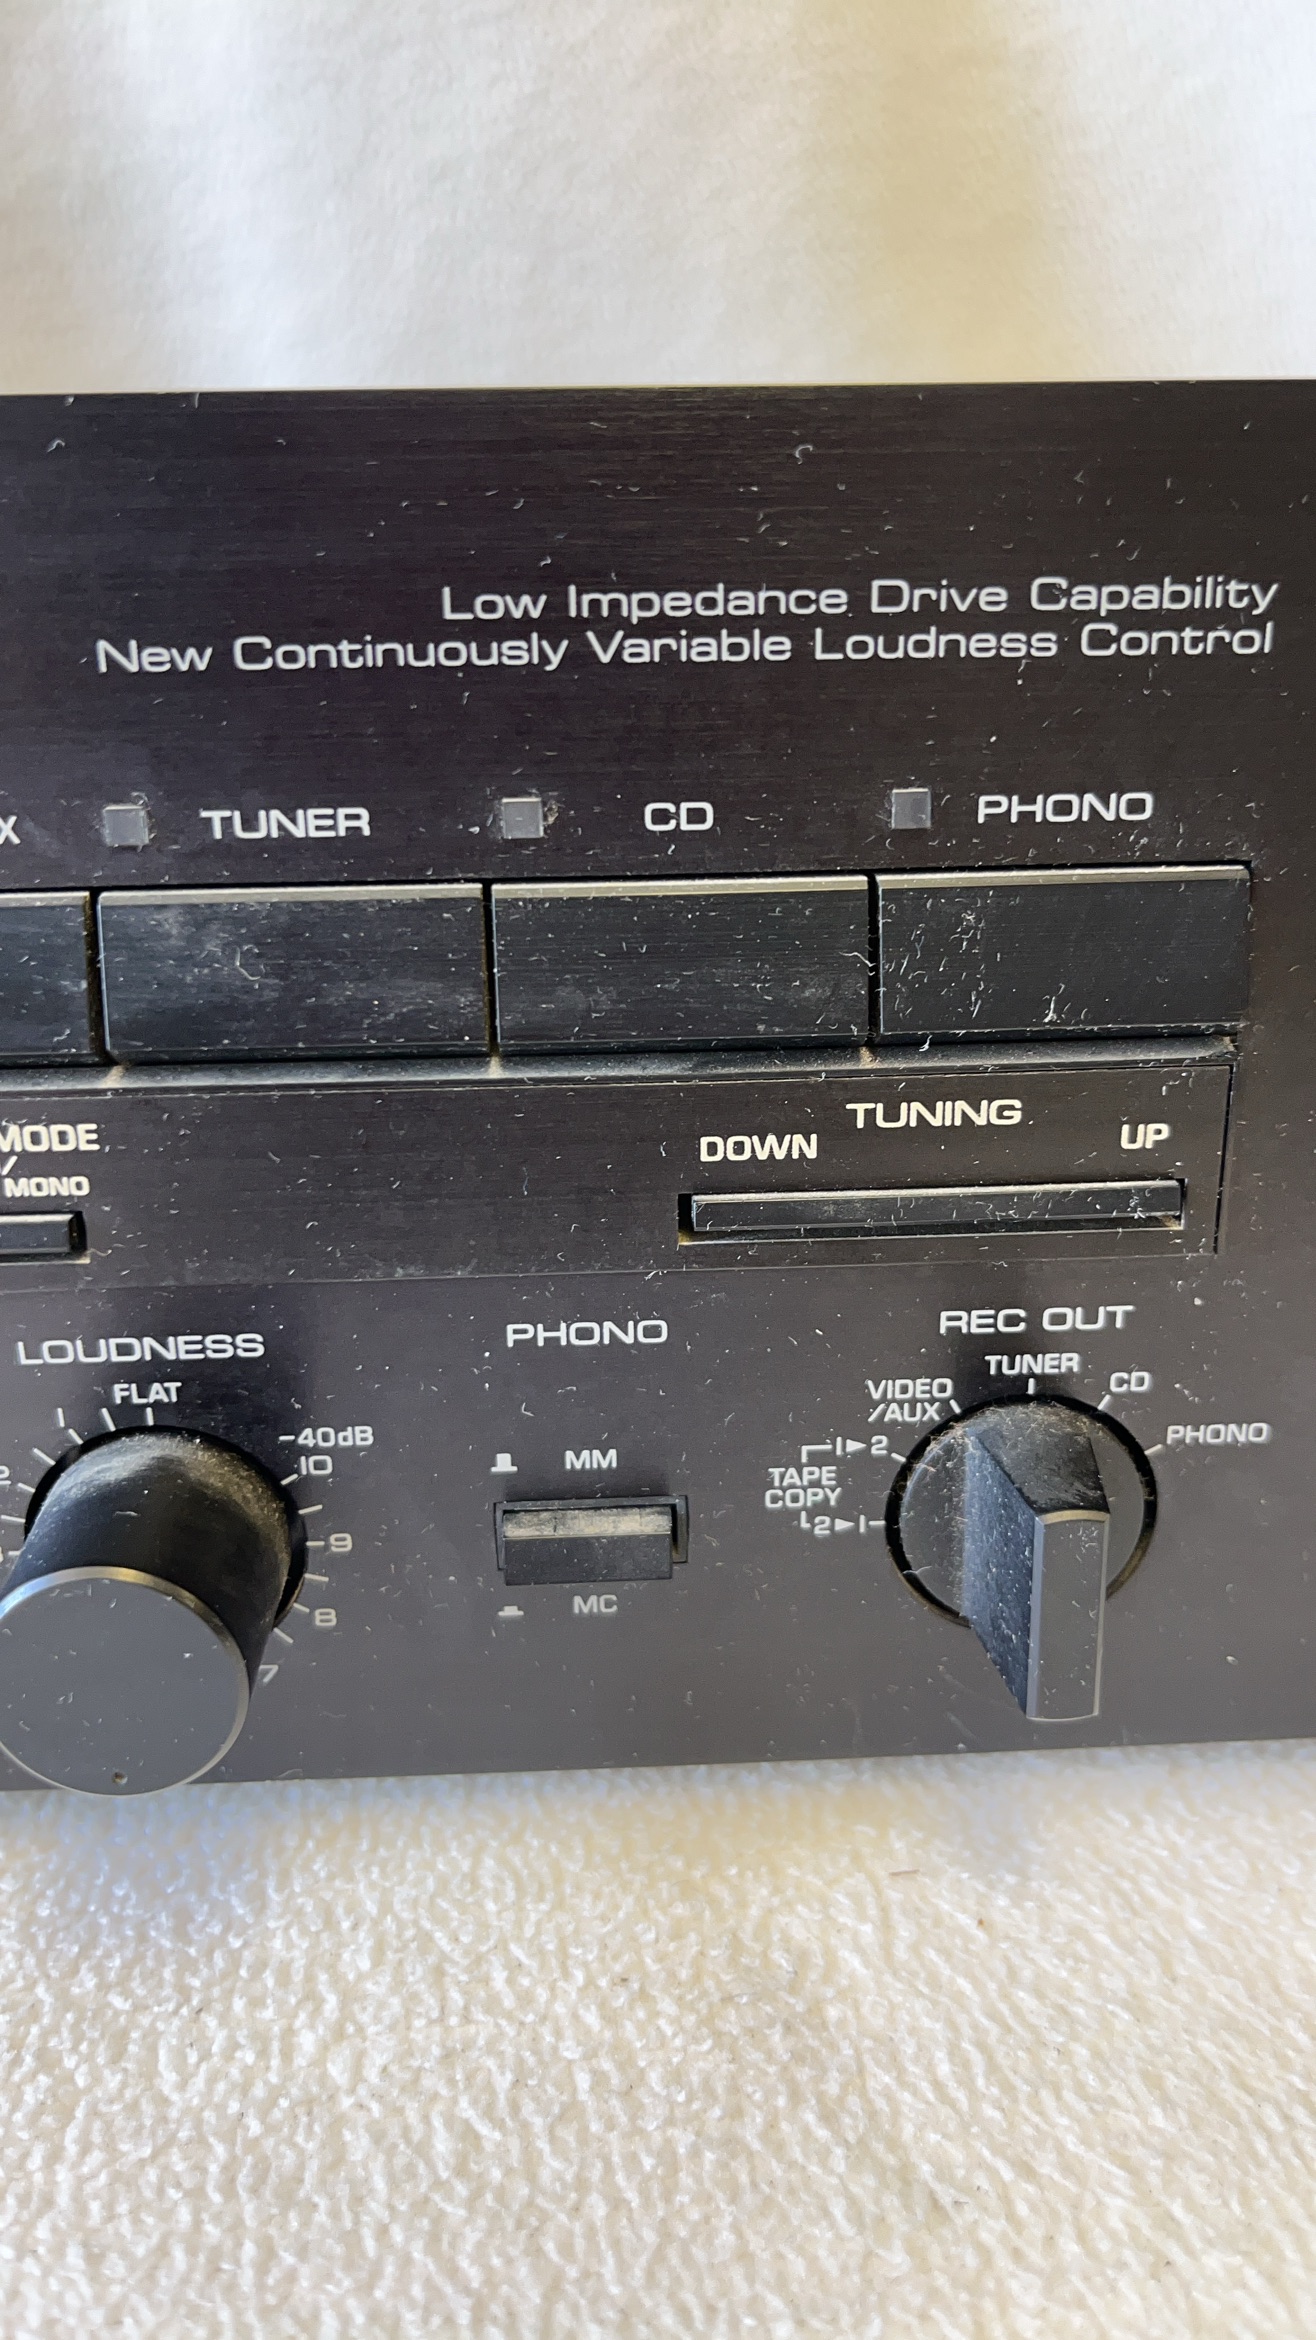 Low Impedance Drive Capability
New Continuously Variable Loudness Control
X TUNER CD PHONO
MODE
/
MONO
TUNING
DOWN UP
LOUDNESS
FLAT
1
-40dB
10
9
8
7
2
PHONO
MM
MC
REC OUT
TUNER
VIDEO
/AUX
CD
PHONO
1▶2
TAPE
COPY
2▶1